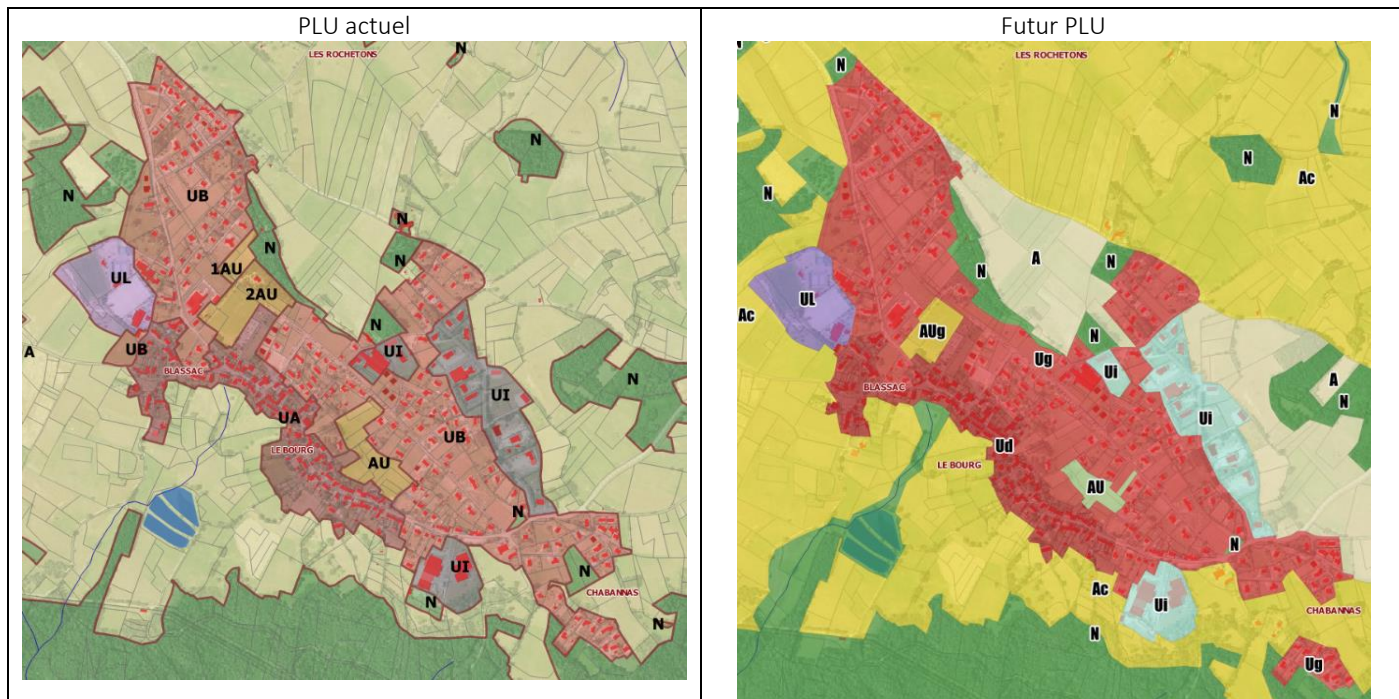 PLU actuel
N
LES ROCHETONS
N
N
UB
N
N
1AU
N
UL
2AU
N
UI
UB
A
BLASSAC
UI
N
UA
UB
LE BOURG
AU
N
UI
N
N
CHABANNAS
N
Futur PLU
N
LES ROCHETONS
N
N
N
Ac
N
A
N
N
UL
Ac
AUg
N
Ug
Ui
A
BLASSAC
N
Ui
Ud
LE BOURG
AU
N
Ac
Ui
CHABANNAS
N
Ug